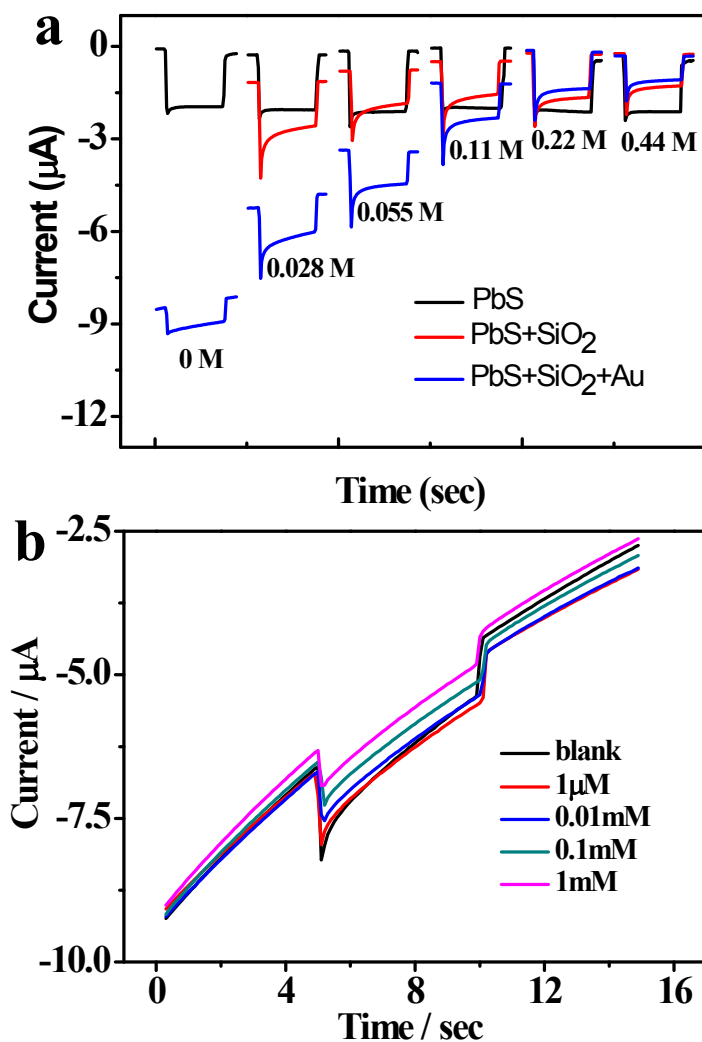 a
0
-3
-6
-9
-12
Current (μA)
0 M
0.028 M
0.055 M
0.11 M
0.22 M
0.44 M
PbS
PbS+SiO2
PbS+SiO2+Au
Time (sec)
b
-2.5
-5.0
-7.5
-10.0
Current / μA
blank
1μM
0.01mM
0.1mM
1mM
0
4
8
12
16
Time / sec